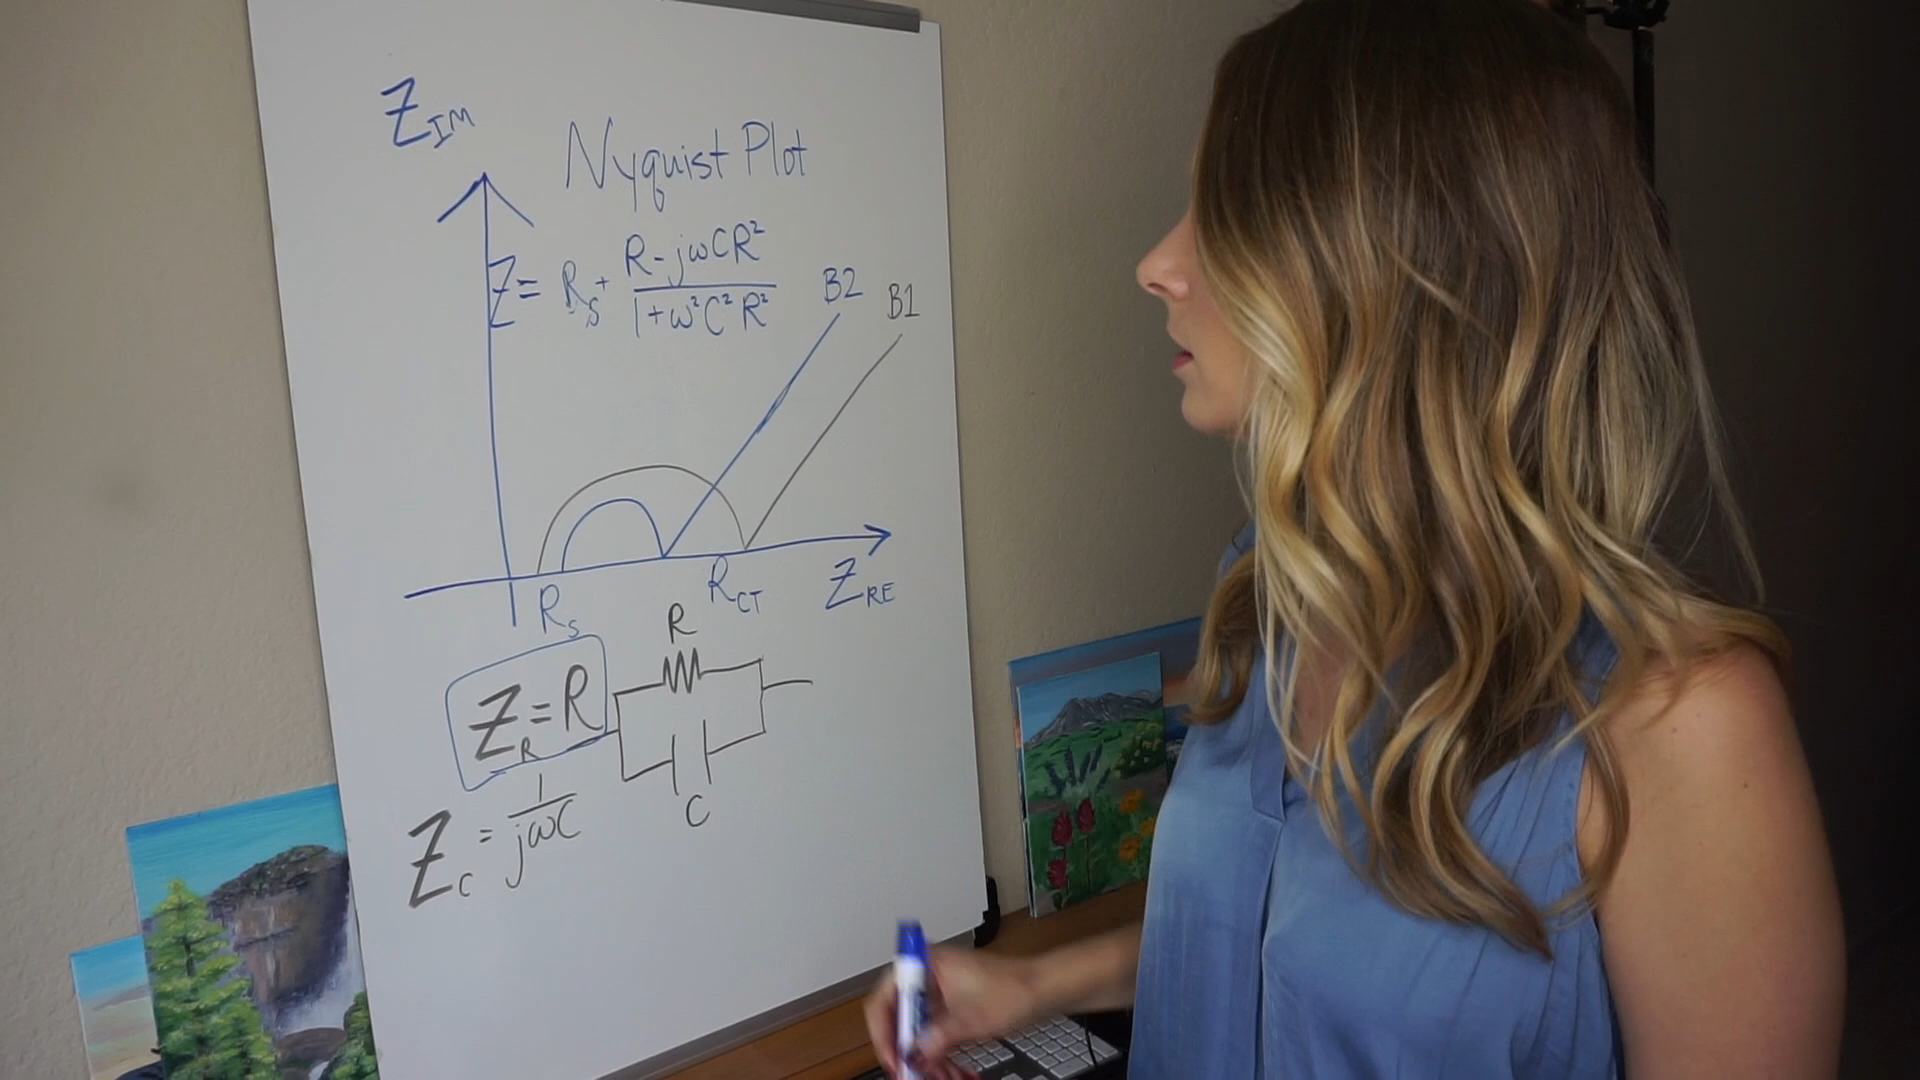 Z_IM
Nyquist Plot
Z = R_S + (R - jωCR²) / (1 + ω²C²R²)
B2
B1
R_S
R_CT
Z_RE
R
Z_R = R
Z_C = 1 / jωC
C